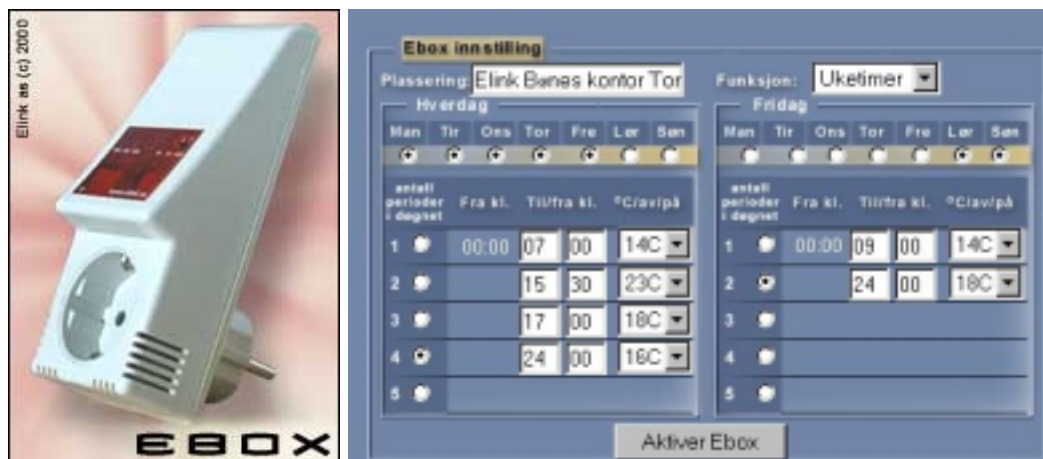 Elink as (c) 2000
EBOX
Ebox innstilling
Plassering: Elink Bønes kontor Tor
Funksjon: Uketimer
Hverdag
Man Tir Ons Tor Fre Lør Søn
antall perioder i døgnet Fra kl. Til/fra kl. ºC/av/på
1 00:00 07 00 14C
2 15 30 23C
3 17 00 18C
4 24 00 16C
5
Fridag
Man Tir Ons Tor Fre Lør Søn
antall perioder i døgnet Fra kl. Til/fra kl. ºC/av/på
1 00:00 09 00 14C
2 24 00 18C
3
4
5
Aktiver Ebox